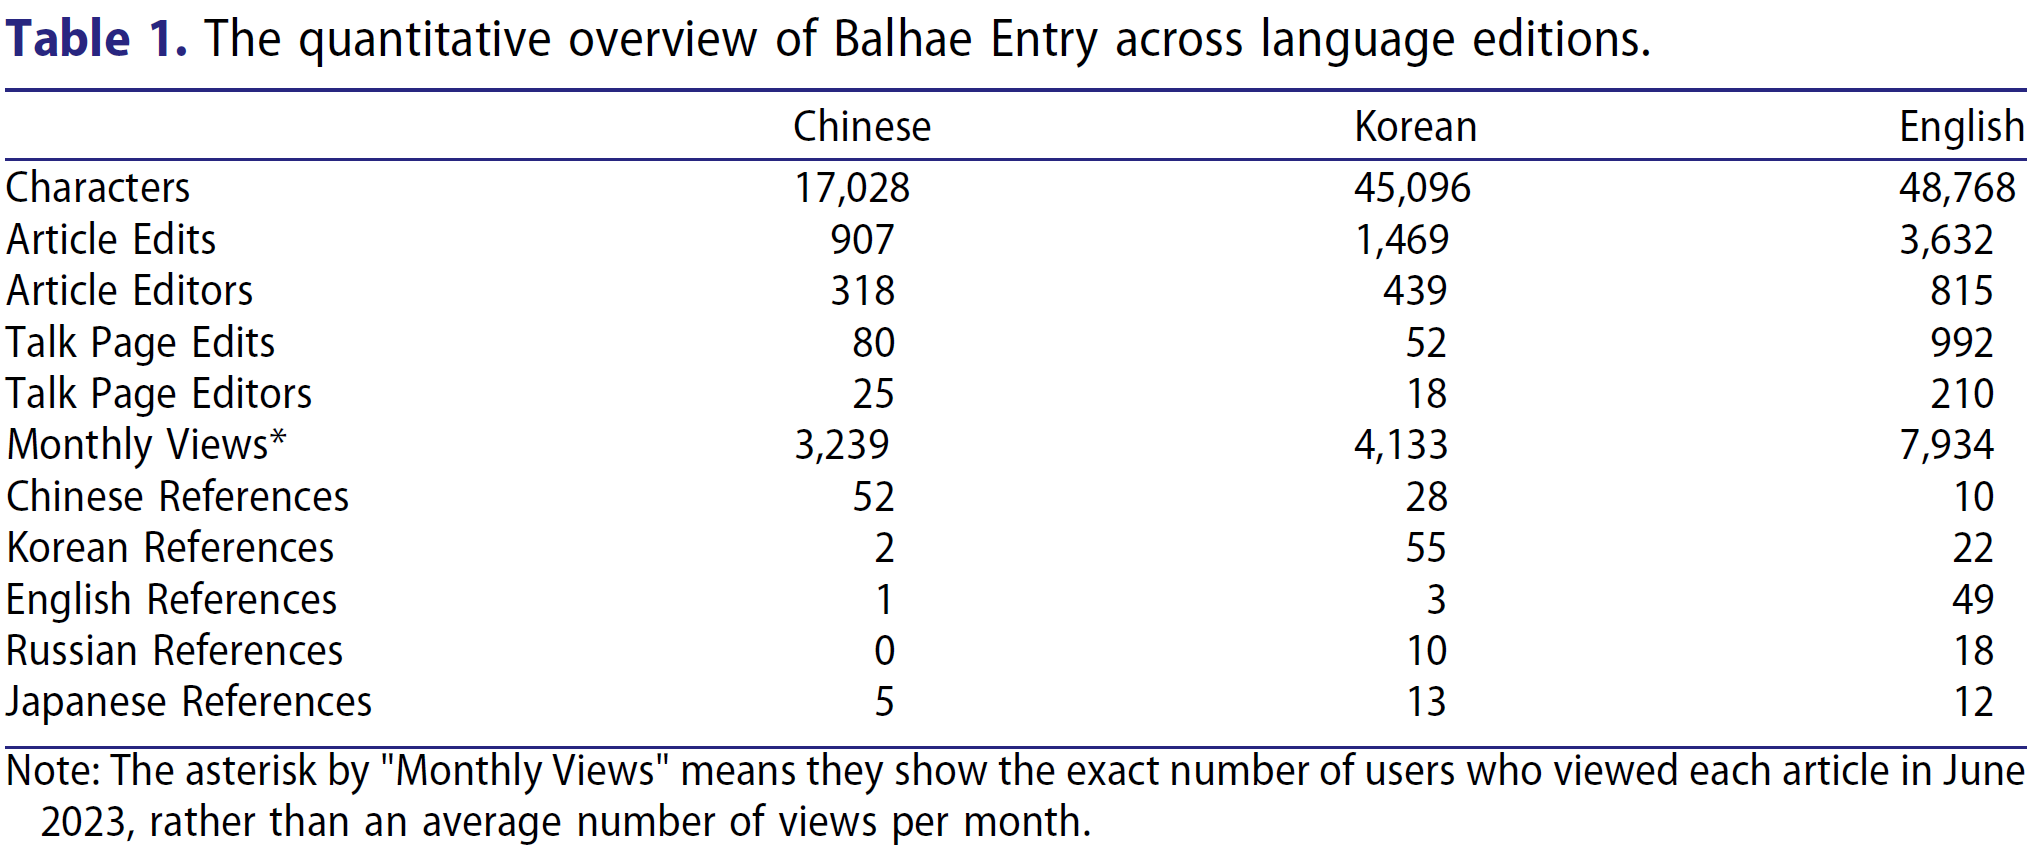 Table 1. The quantitative overview of Balhae Entry across language editions.
Chinese Korean English
Characters 17,028 45,096 48,768
Article Edits 907 1,469 3,632
Article Editors 318 439 815
Talk Page Edits 80 52 992
Talk Page Editors 25 18 210
Monthly Views* 3,239 4,133 7,934
Chinese References 52 28 10
Korean References 2 55 22
English References 1 3 49
Russian References 0 10 18
Japanese References 5 13 12
Note: The asterisk by "Monthly Views" means they show the exact number of users who viewed each article in June
2023, rather than an average number of views per month.